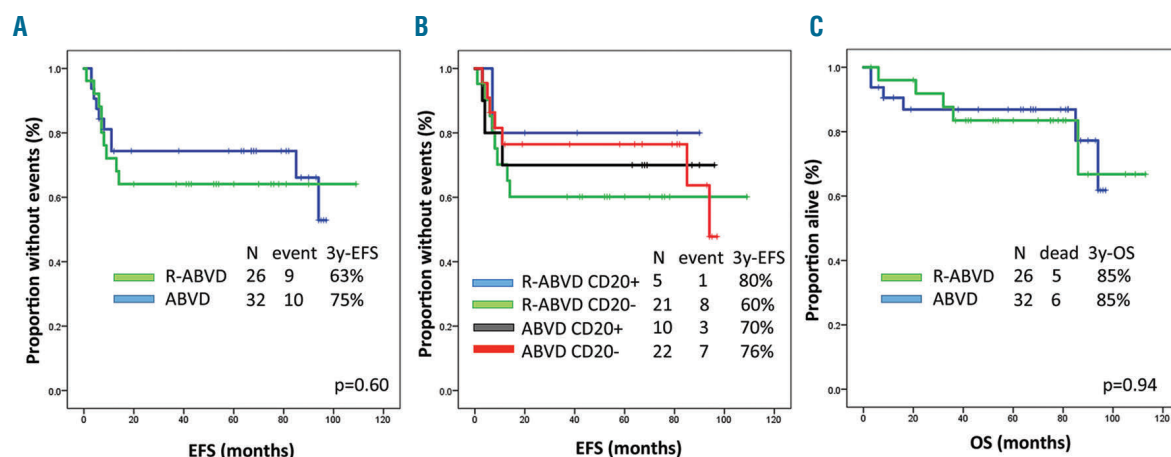 A
Proportion without events (%)
1.0
0.8
0.6
0.4
0.2
0.0
N event 3y-EFS
R-ABVD 26 9 63%
ABVD 32 10 75%
p=0.60
0 20 40 60 80 100 120
EFS (months)
B
Proportion without events (%)
1.0
0.8
0.6
0.4
0.2
0.0
N event 3y-EFS
R-ABVD CD20+ 5 1 80%
R-ABVD CD20- 21 8 60%
ABVD CD20+ 10 3 70%
ABVD CD20- 22 7 76%
0 20 40 60 80 100 120
EFS (months)
C
Proportion alive (%)
1.0
0.8
0.6
0.4
0.2
0.0
N dead 3y-OS
R-ABVD 26 5 85%
ABVD 32 6 85%
p=0.94
0 20 40 60 80 100 120
OS (months)